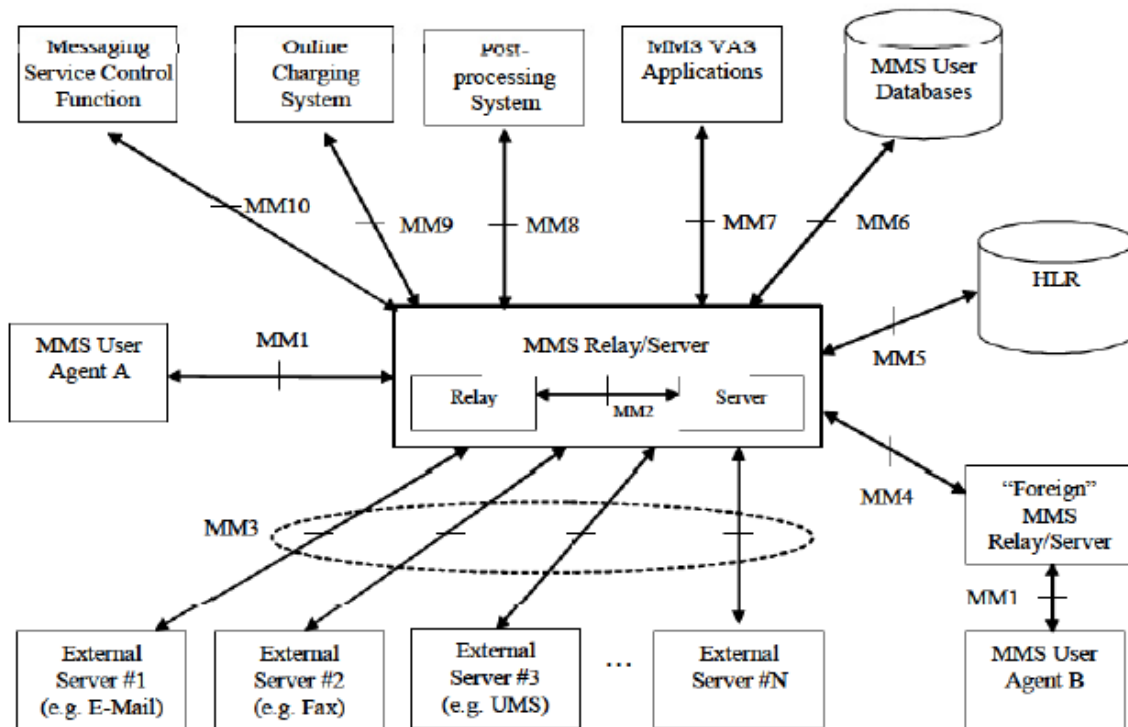 Messaging
Service Control
Function
Online
Charging
System
Post-
processing
System
MM3 VA3
Applications
MMS User
Databases
MM10
MM9
MM8
MM7
MM6
HLR
MM1
MMS User
Agent A
MMS Relay/Server
Relay
MM2
Server
MM5
MM4
"Foreign"
MMS
Relay/Server
MM3
MM1
External
Server #1
(e.g. E-Mail)
External
Server #2
(e.g. Fax)
External
Server #3
(e.g. UMS)
...
External
Server #N
MMS User
Agent B